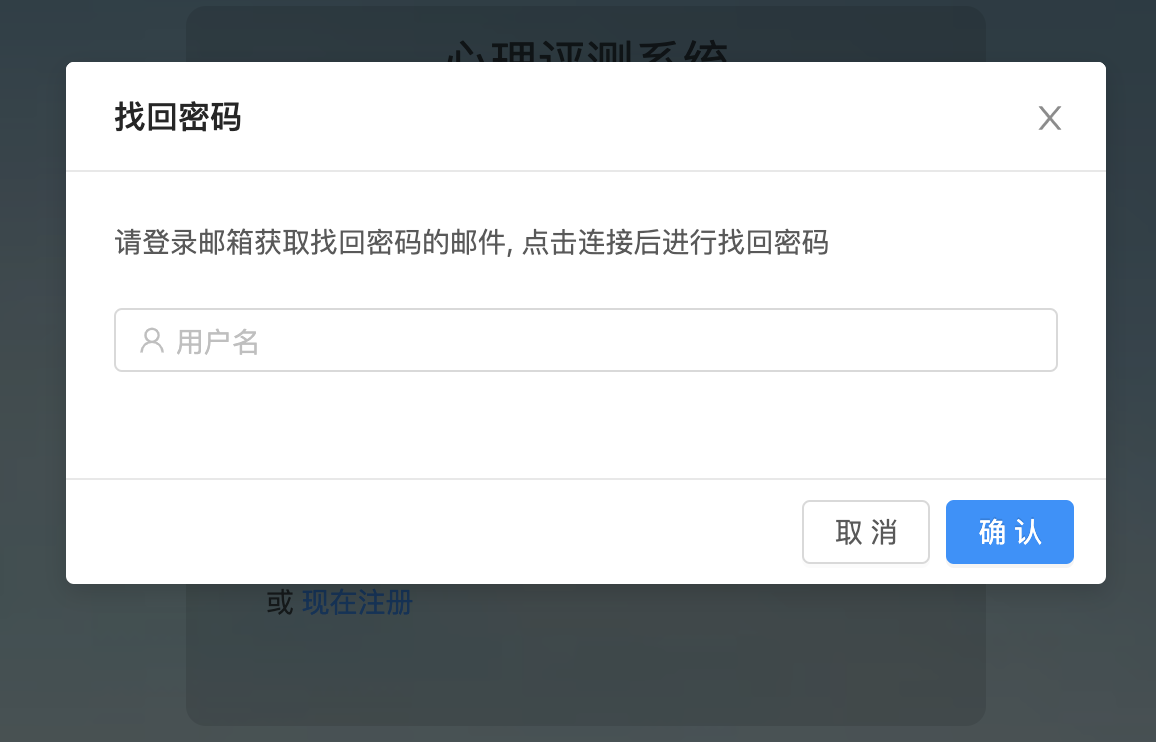 心理评测系统
找回密码
请登录邮箱获取找回密码的邮件, 点击连接后进行找回密码
用户名
取 消
确 认
或 现在注册